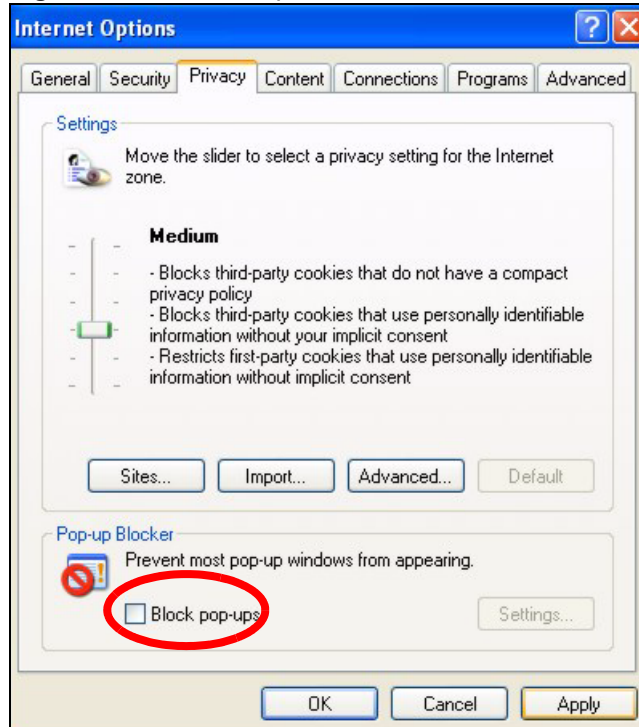 Internet Options
General Security Privacy Content Connections Programs Advanced
Settings
Move the slider to select a privacy setting for the Internet
zone.
Medium
- Blocks third-party cookies that do not have a compact
privacy policy
- Blocks third-party cookies that use personally identifiable
information without your implicit consent
- Restricts first-party cookies that use personally identifiable
information without implicit consent
Sites... Import... Advanced... Default
Pop-up Blocker
Prevent most pop-up windows from appearing.
Block pop-ups Settings...
OK Cancel Apply